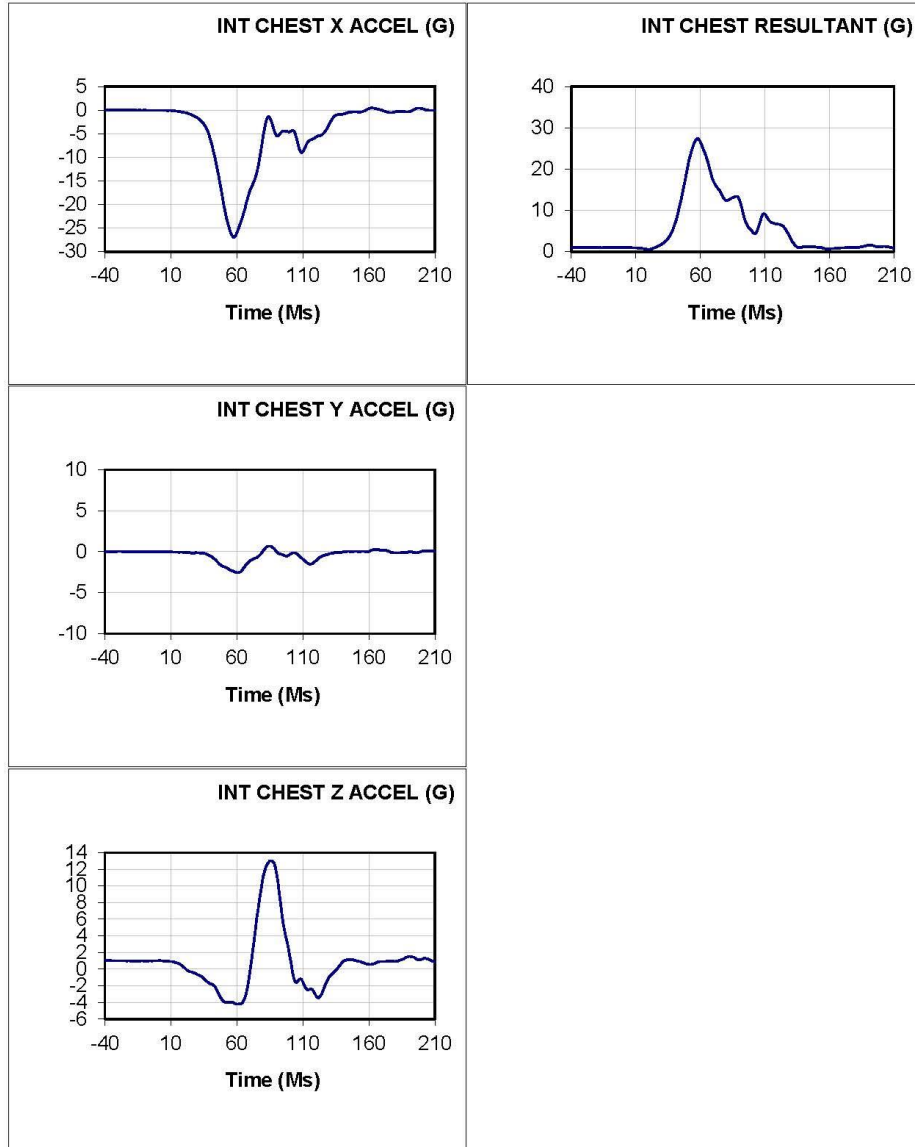 INT CHEST X ACCEL (G)
5
0
-5
-10
-15
-20
-25
-30
-40 10 60 110 160 210
Time (Ms)
INT CHEST RESULTANT (G)
40
30
20
10
0
-40 10 60 110 160 210
Time (Ms)
INT CHEST Y ACCEL (G)
10
5
0
-5
-10
-40 10 60 110 160 210
Time (Ms)
INT CHEST Z ACCEL (G)
14
12
10
8
6
4
2
0
-2
-4
-6
-40 10 60 110 160 210
Time (Ms)